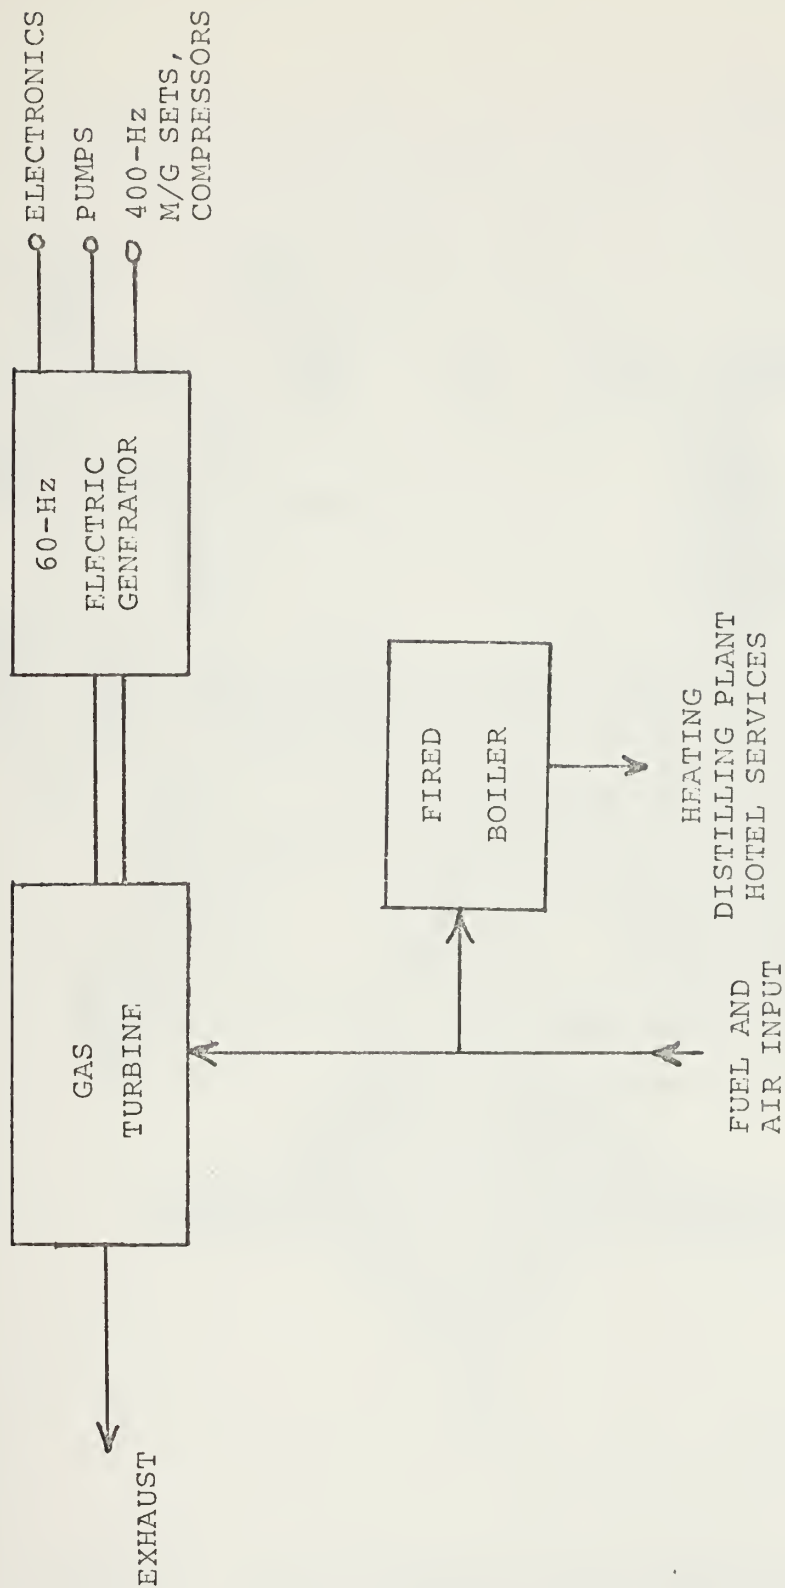 EXHAUST
GAS
TURBINE
60-Hz
ELECTRIC
GENERATOR
ELECTRONICS
PUMPS
400-Hz
M/G SETS,
COMPRESSORS
FIRED
BOILER
FUEL AND
AIR INPUT
HEATING
DISTILLING PLANT
HOTEL SERVICES